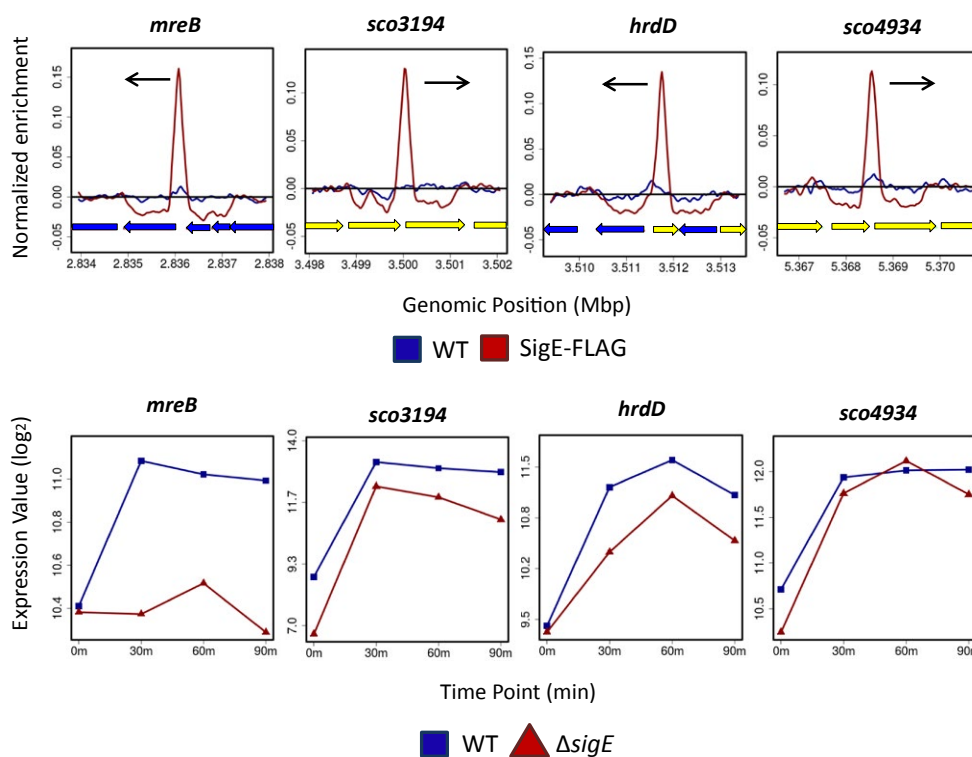 mreB sco3194 hrdD sco4934
Normalized enrichment
0.15 0.10 0.05 0.00 -0.05
2.834 2.835 2.836 2.837 2.838
0.10 0.05 0.00 -0.05
3.498 3.499 3.500 3.501 3.502
0.10 0.05 0.00 -0.05
3.510 3.511 3.512 3.513
0.10 0.05 0.00 -0.05
5.367 5.368 5.369 5.370
Genomic Position (Mbp)
WT SigE-FLAG
mreB sco3194 hrdD sco4934
Expression Value (log2)
11.0 10.8 10.6 10.4
0m 30m 60m 90m
14.0 11.7 9.3 7.0
0m 30m 60m 90m
11.5 10.8 10.2 9.5
0m 30m 60m 90m
12.0 11.5 11.0 10.5
0m 30m 60m 90m
Time Point (min)
WT ΔsigE